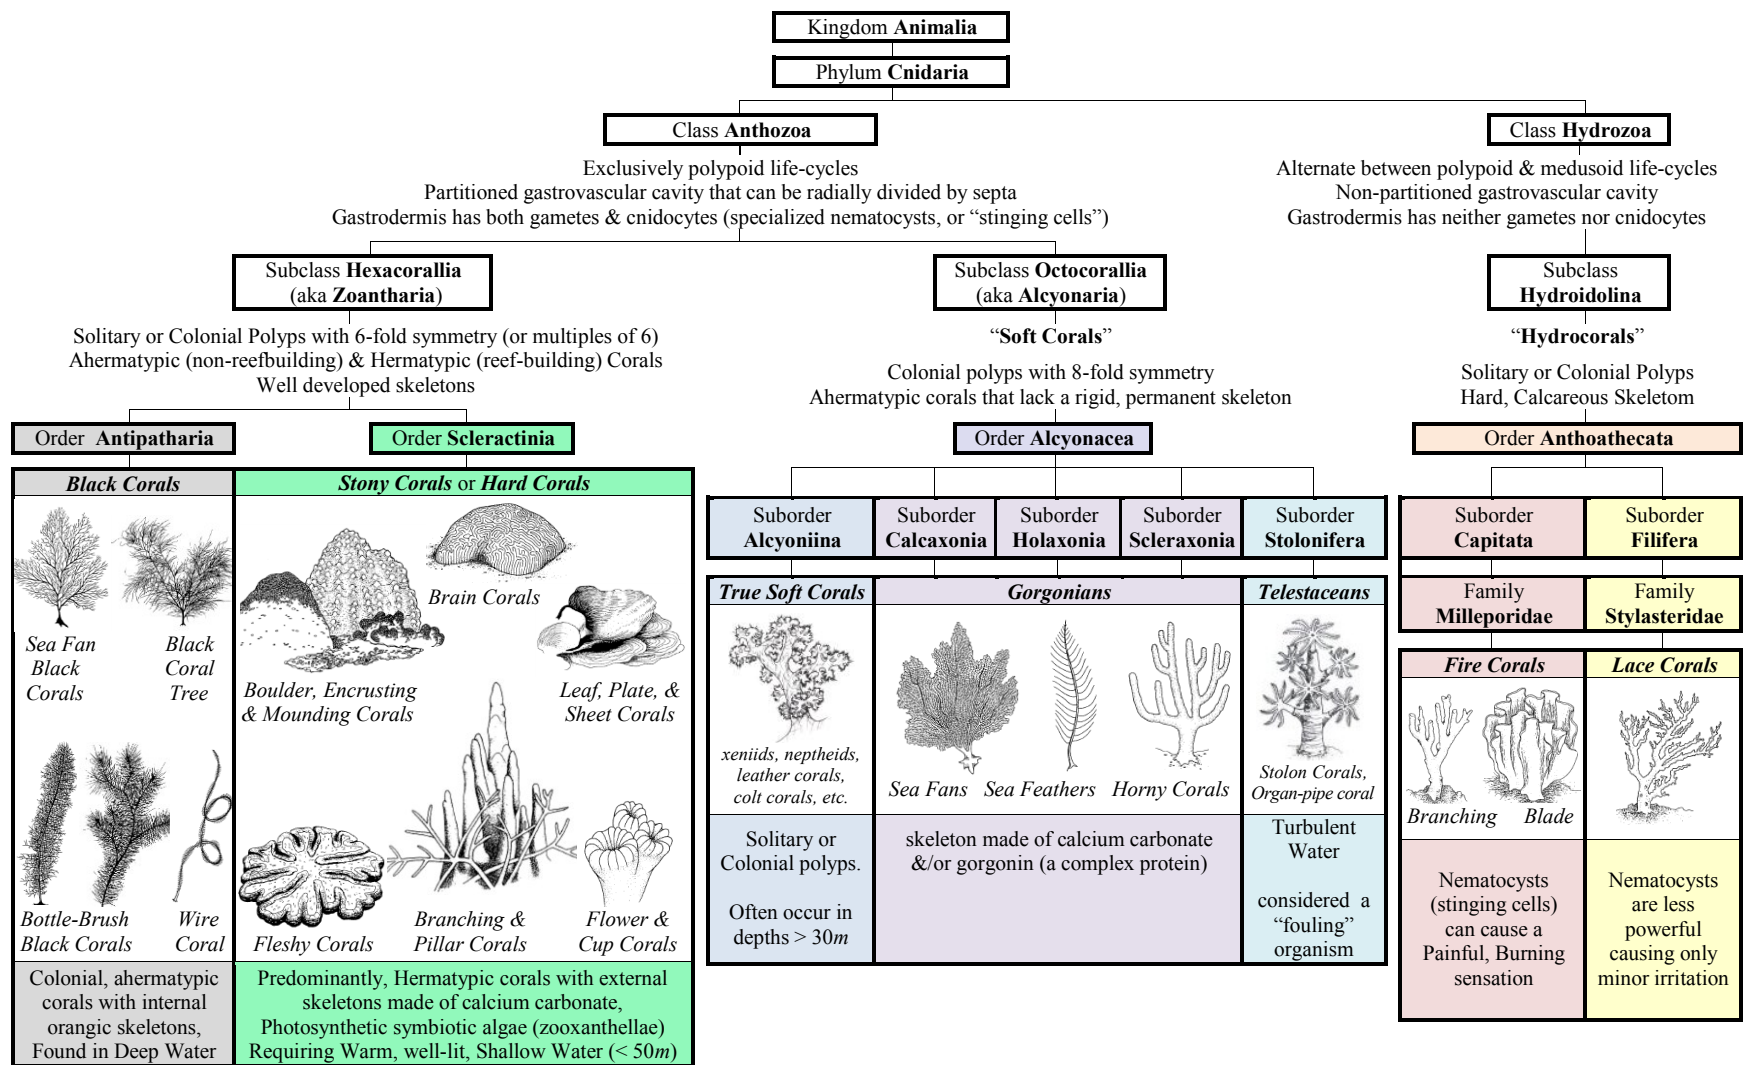 Kingdom Animalia
Phylum Cnidaria
Class Anthozoa
Exclusively polypoid life-cycles
Partitioned gastrovascular cavity that can be radially divided by septa
Gastrodermis has both gametes & cnidocytes (specialized nematocysts, or “stinging cells”)
Class Hydrozoa
Alternate between polypoid & medusoid life-cycles
Non-partitioned gastrovascular cavity
Gastrodermis has neither gametes nor cnidocytes
Subclass Hexacorallia
(aka Zoantharia)
Solitary or Colonial Polyps with 6-fold symmetry (or multiples of 6)
Ahermatypic (non-reefbuilding) & Hermatypic (reef-building) Corals
Well developed skeletons
Subclass Octocorallia
(aka Alcyonaria)
“Soft Corals”
Colonial polyps with 8-fold symmetry
Ahermatypic corals that lack a rigid, permanent skeleton
Subclass
Hydroidolina
“Hydrocorals”
Solitary or Colonial Polyps
Hard, Calcareous Skeletom
Order Antipatharia
Black Corals
Sea Fan
Black
Corals
Black
Coral
Tree
Bottle-Brush
Black Corals
Wire
Coral
Colonial, ahermatypic
corals with internal
orangic skeletons,
Found in Deep Water
Order Scleractinia
Stony Corals or Hard Corals
Brain Corals
Boulder, Encrusting
& Mounding Corals
Leaf, Plate, &
Sheet Corals
Fleshy Corals
Branching &
Pillar Corals
Flower &
Cup Corals
Predominantly, Hermatypic corals with external
skeletons made of calcium carbonate,
Photosynthetic symbiotic algae (zooxanthellae)
Requiring Warm, well-lit, Shallow Water (< 50m)
Order Alcyonacea
Suborder
Alcyoniina
Suborder
Calcaxonia
Suborder
Holaxonia
Suborder
Scleraxonia
Suborder
Stolonifera
True Soft Corals
xeniids, neptheids,
leather corals,
colt corals, etc.
Solitary or
Colonial polyps.
Often occur in
depths > 30m
Gorgonians
Sea Fans
Sea Feathers
Horny Corals
skeleton made of calcium carbonate
&/or gorgonin (a complex protein)
Telestaceans
Stolon Corals,
Organ-pipe coral
Turbulent
Water
considered a
“fouling”
organism
Order Anthoathecata
Suborder
Capitata
Suborder
Filifera
Family
Milleporidae
Family
Stylasteridae
Fire Corals
Branching
Blade
Nematocysts
(stinging cells)
can cause a
Painful, Burning
sensation
Lace Corals
Nematocysts
are less
powerful
causing only
minor irritation